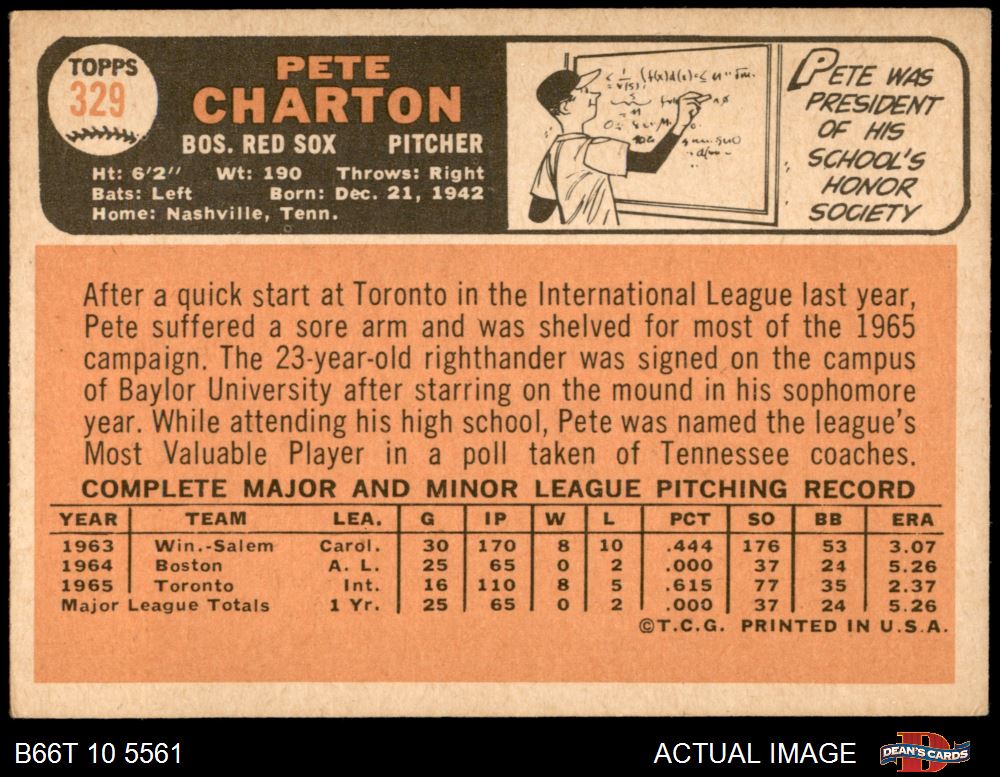 TOPPS
329
PETE
CHARTON
BOS. RED SOX PITCHER
Ht: 6'2" Wt: 190 Throws: Right
Bats: Left Born: Dec. 21, 1942
Home: Nashville, Tenn.
PETE WAS
PRESIDENT
OF HIS
SCHOOL'S
HONOR
SOCIETY
After a quick start at Toronto in the International League last year,
Pete suffered a sore arm and was shelved for most of the 1965
campaign. The 23-year-old righthander was signed on the campus
of Baylor University after starring on the mound in his sophomore
year. While attending his high school, Pete was named the league's
Most Valuable Player in a poll taken of Tennessee coaches.
COMPLETE MAJOR AND MINOR LEAGUE PITCHING RECORD
YEAR TEAM LEA. G IP W L PCT SO BB ERA
1963 Win.-Salem Carol. 30 170 8 10 .444 176 53 3.07
1964 Boston A. L. 25 65 0 2 .000 37 24 5.26
1965 Toronto Int. 16 110 8 5 .615 77 35 2.37
Major League Totals 1 Yr. 25 65 0 2 .000 37 24 5.26
©T.C.G. PRINTED IN U.S.A.
B66T 10 5561 ACTUAL IMAGE DEAN'S CARDS